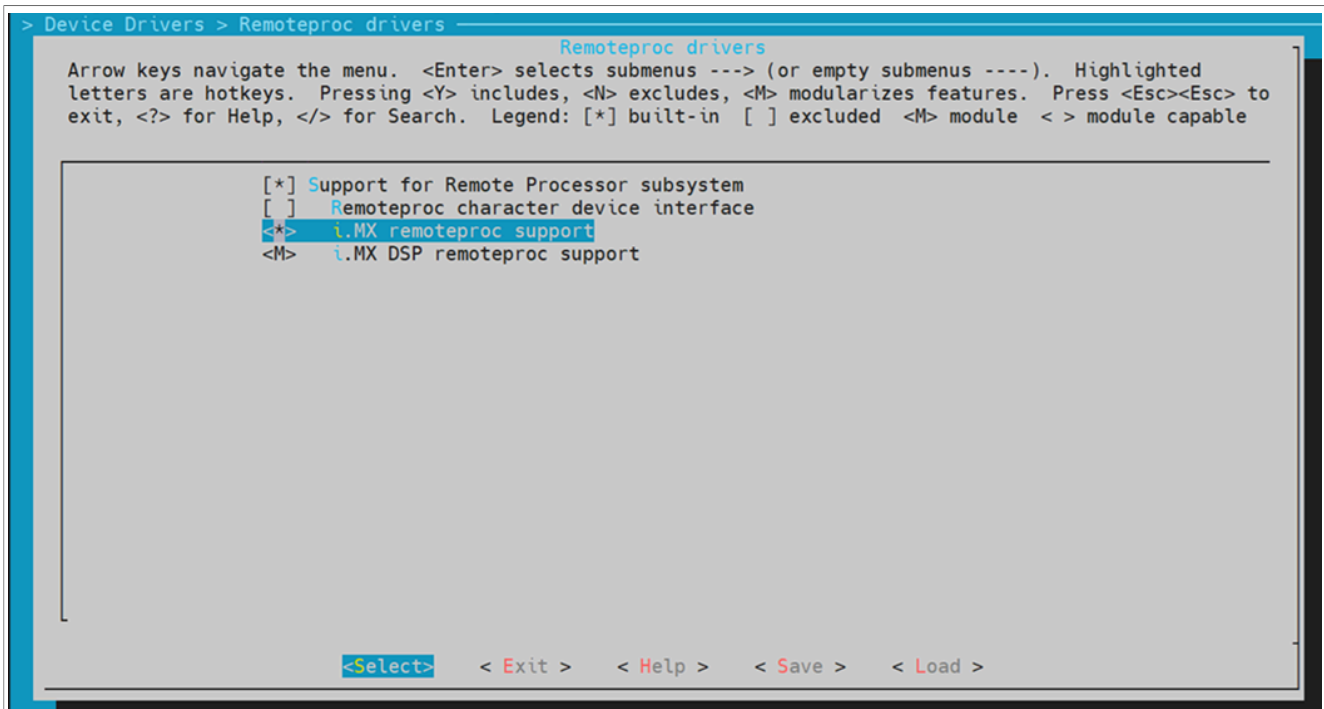 > Device Drivers > Remoteproc drivers
Remoteproc drivers
Arrow keys navigate the menu.  <Enter> selects submenus ---> (or empty submenus ----).  Highlighted
letters are hotkeys.  Pressing <Y> includes, <N> excludes, <M> modularizes features.  Press <Esc><Esc> to
exit, <?> for Help, </> for Search.  Legend: [*] built-in  [ ] excluded  <M> module  < > module capable
[*] Support for Remote Processor subsystem
[ ]   Remoteproc character device interface
<*>   i.MX remoteproc support
<M>   i.MX DSP remoteproc support
<Select>    < Exit >    < Help >    < Save >    < Load >